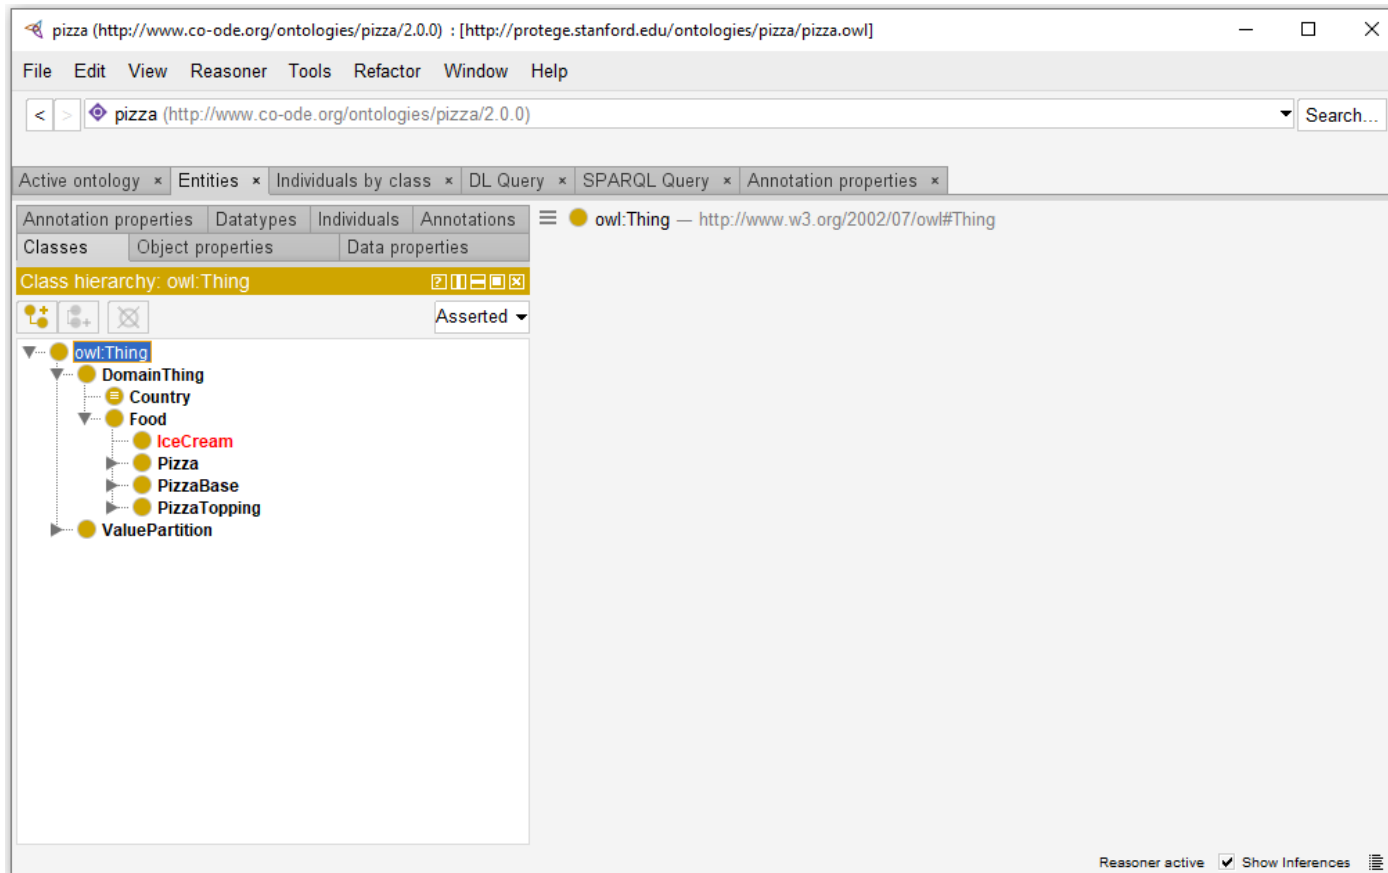 pizza (http://www.co-ode.org/ontologies/pizza/2.0.0) : [http://protege.stanford.edu/ontologies/pizza/pizza.owl]
File Edit View Reasoner Tools Refactor Window Help
< > pizza (http://www.co-ode.org/ontologies/pizza/2.0.0) Search...
Active ontology × Entities × Individuals by class × DL Query × SPARQL Query × Annotation properties ×
Annotation properties Datatypes Individuals Annotations
Classes Object properties Data properties
owl:Thing — http://www.w3.org/2002/07/owl#Thing
Class hierarchy: owl:Thing
Asserted
owl:Thing
DomainThing
Country
Food
IceCream
Pizza
PizzaBase
PizzaTopping
ValuePartition
Reasoner active Show Inferences